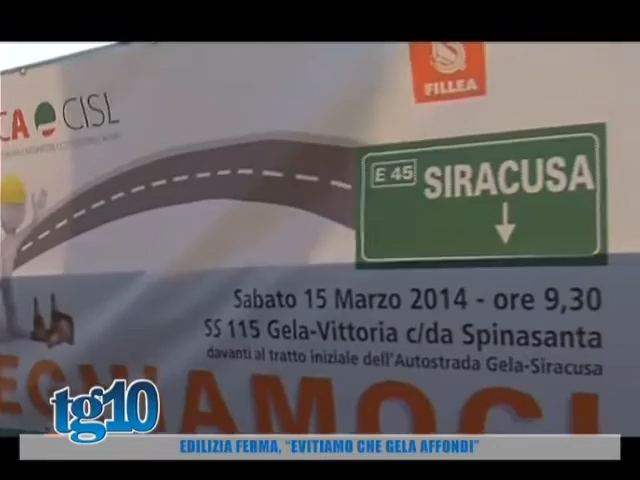 CA CISL
FILLEA
E 45 SIRACUSA
Sabato 15 Marzo 2014 - ore 9,30
SS 115 Gela-Vittoria c/da Spinasanta
davanti al tratto iniziale dell'Autostrada Gela-Siracusa
tg10
EDILIZIA FERMA, "EVITIAMO CHE GELA AFFONDI"